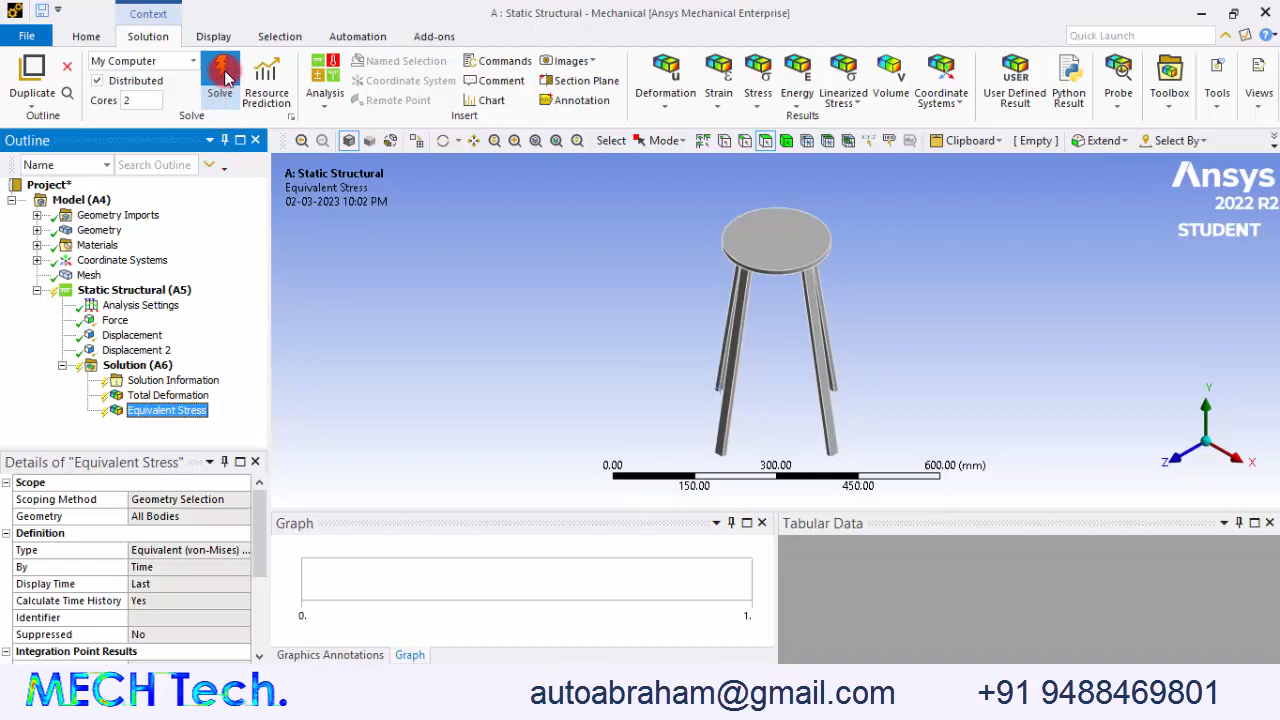 Context
A : Static Structural - Mechanical [Ansys Mechanical Enterprise]
File Home Solution Display Selection Automation Add-ons Quick Launch
Duplicate
Outline
My Computer
Distributed
Cores 2
Solve
Resource Prediction
Solve
Analysis
Named Selection
Coordinate System
Remote Point
Commands
Comment
Chart
Images
Section Plane
Annotation
Insert
Deformation
Strain
Stress
Energy
Linearized Stress
Volume
Coordinate Systems
User Defined Result
Python Result
Results
Probe
Toolbox
Tools
Views
USER
Outline
Select Mode Clipboard [ Empty ] Extend Select By
Name Search Outline
Project*
Model (A4)
Geometry Imports
Geometry
Materials
Coordinate Systems
Mesh
Static Structural (A5)
Analysis Settings
Force
Displacement
Displacement 2
Solution (A6)
Solution Information
Total Deformation
Equivalent Stress
A: Static Structural
Equivalent Stress
02-03-2023 10:02 PM
Ansys
2022 R2
STUDENT
0.00 300.00 600.00 (mm)
150.00 450.00
Y
Z X
Details of "Equivalent Stress"
Scope
Scoping Method Geometry Selection
Geometry All Bodies
Definition
Type Equivalent (von-Mises) ...
By Time
Display Time Last
Calculate Time History Yes
Identifier
Suppressed No
Integration Point Results
Graph
0. 1.
Graphics Annotations Graph
Tabular Data
MECH Tech. autoabraham@gmail.com +91 9488469801